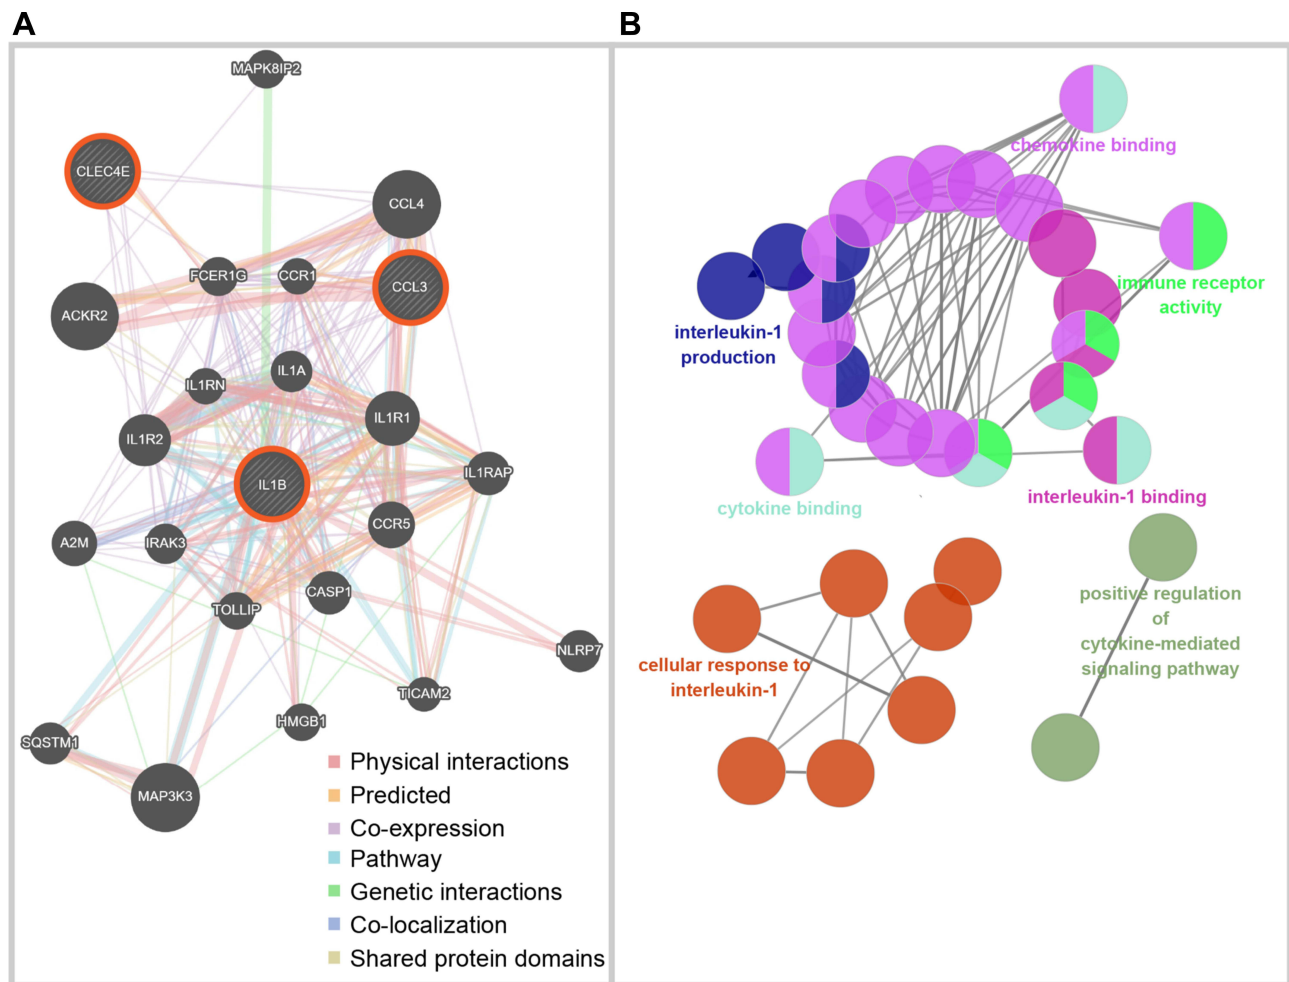 A
B
MAPK8IP2
CLEC4E
CCL4
FCER1G
CCR1
CCL3
ACKR2
IL1RN
IL1A
IL1R2
IL1R1
IL1B
IL1RAP
A2M
IRAK3
CCR5
TOLLIP
CASP1
NLRP7
TICAM2
HMGB1
SQSTM1
MAP3K3
Physical interactions
Predicted
Co-expression
Pathway
Genetic interactions
Co-localization
Shared protein domains
chemokine binding
immune receptor
activity
interleukin-1
production
cytokine binding
interleukin-1 binding
cellular response to
interleukin-1
positive regulation
of
cytokine-mediated
signaling pathway